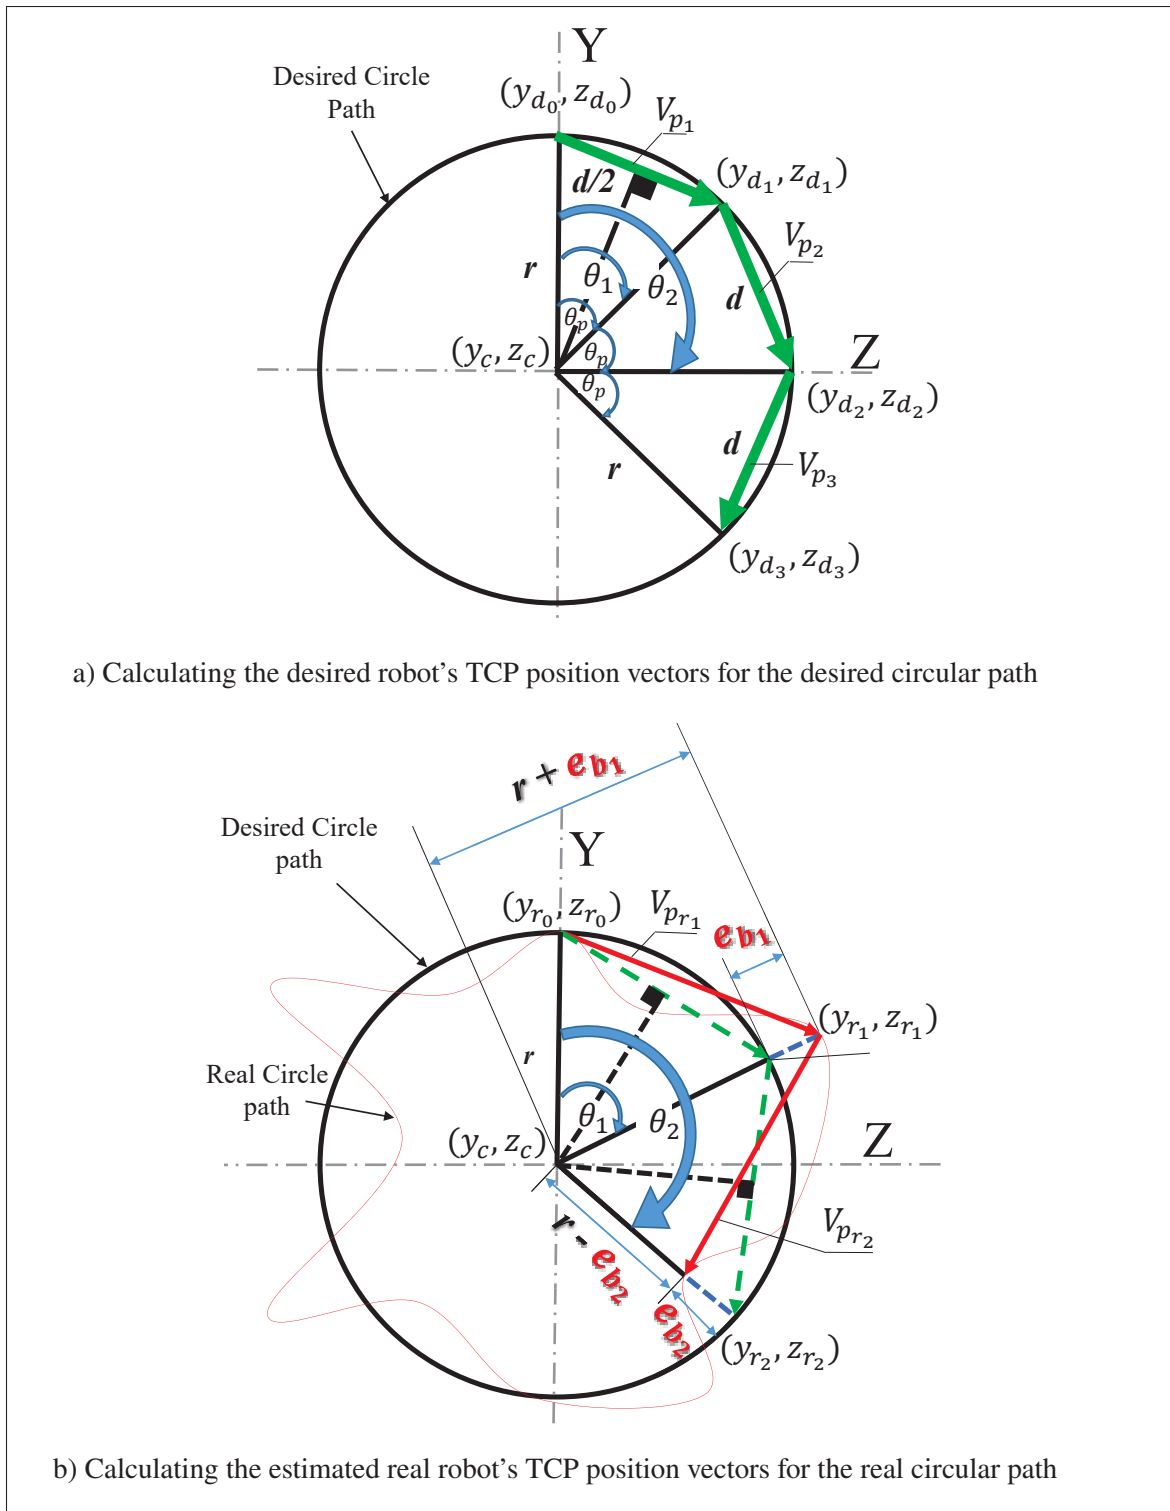 Y
Desired Circle
Path
(y_{d_0}, z_{d_0})
V_{p_1}
d/2
(y_{d_1}, z_{d_1})
V_{p_2}
r
θ_1
θ_2
d
θ_p
(y_c, z_c)
θ_p
Z
θ_p
(y_{d_2}, z_{d_2})
d
r
V_{p_3}
(y_{d_3}, z_{d_3})
a) Calculating the desired robot's TCP position vectors for the desired circular path
r + e_{b1}
Desired Circle
path
Y
(y_{r_0}, z_{r_0})
V_{p_{r_1}}
e_{b1}
(y_{r_1}, z_{r_1})
r
Real Circle
path
θ_1
θ_2
(y_c, z_c)
Z
r - e_{b2}
V_{p_{r_2}}
e_{b2}
(y_{r_2}, z_{r_2})
b) Calculating the estimated real robot's TCP position vectors for the real circular path